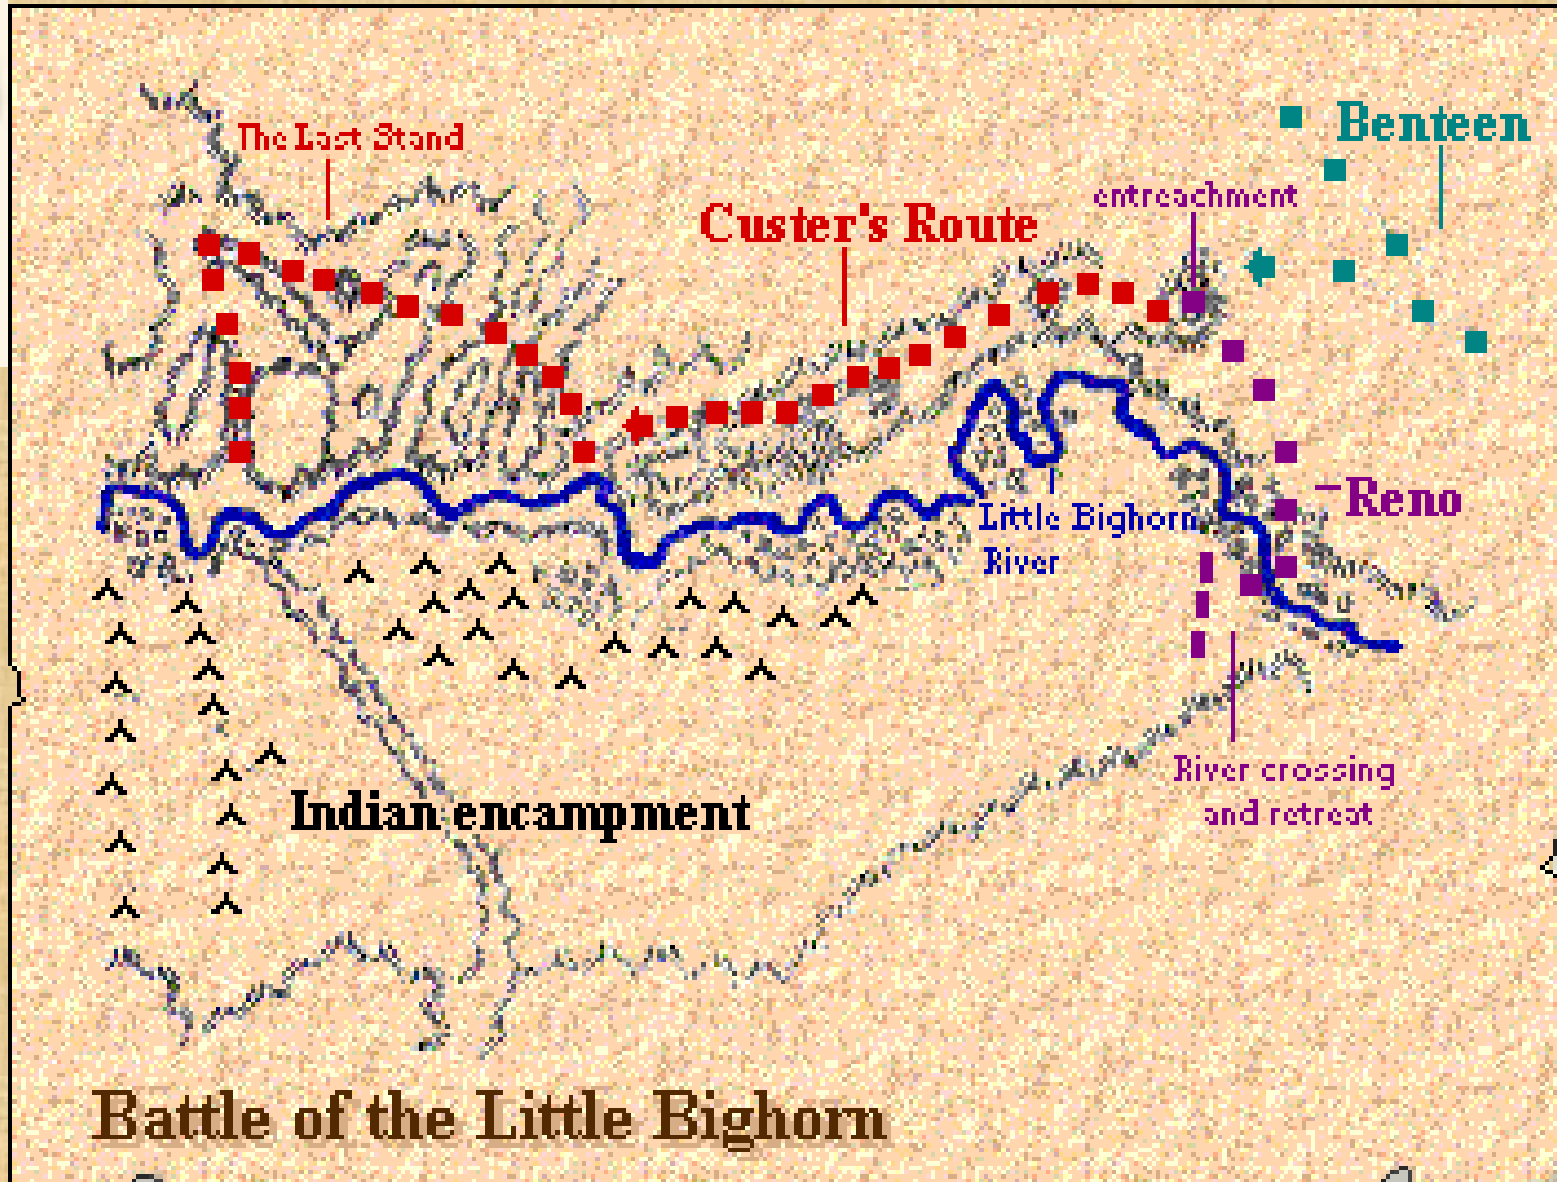 Benteen
The Last Stand
entreachment
Custer's Route
Reno
Little Bighorn
River
River crossing
and retreat
Indian encampment
Battle of the Little Bighorn